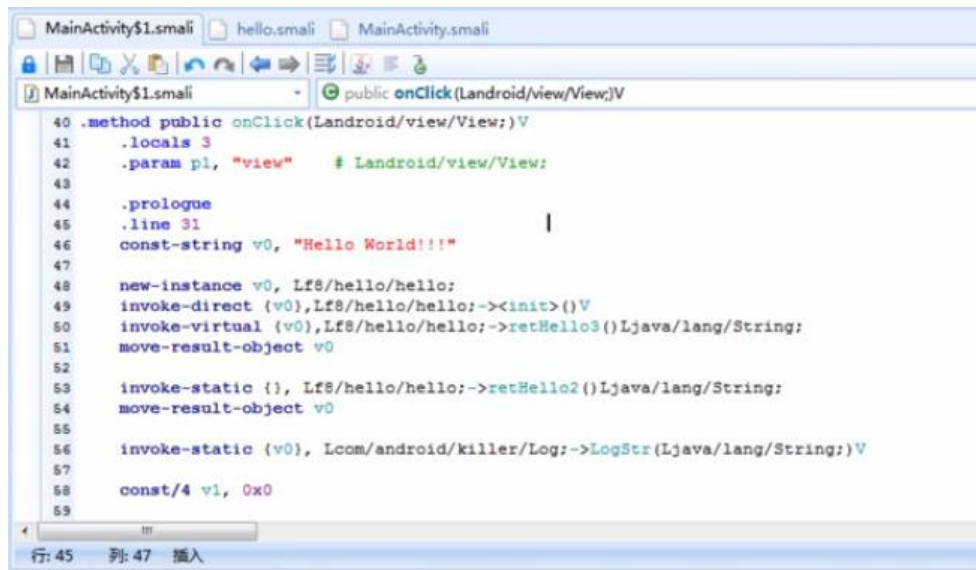 MainActivity$1.smali hello.smali MainActivity.smali
MainActivity$1.smali public onClick(Landroid/view/View;)V
40 .method public onClick(Landroid/view/View;)V
41 .locals 3
42 .param p1, "view" # Landroid/view/View;
43
44 .prologue
45 .line 31
46 const-string v0, "Hello World!!!"
47
48 new-instance v0, Lf8/hello/hello;
49 invoke-direct {v0},Lf8/hello/hello;-><init>()V
50 invoke-virtual {v0},Lf8/hello/hello;->retHello3()Ljava/lang/String;
51 move-result-object v0
52
53 invoke-static {}, Lf8/hello/hello;->retHello2()Ljava/lang/String;
54 move-result-object v0
55
56 invoke-static {v0}, Lcom/android/killer/Log;->LogStr(Ljava/lang/String;)V
57
58 const/4 v1, 0x0
59
行: 45 列: 47 插入